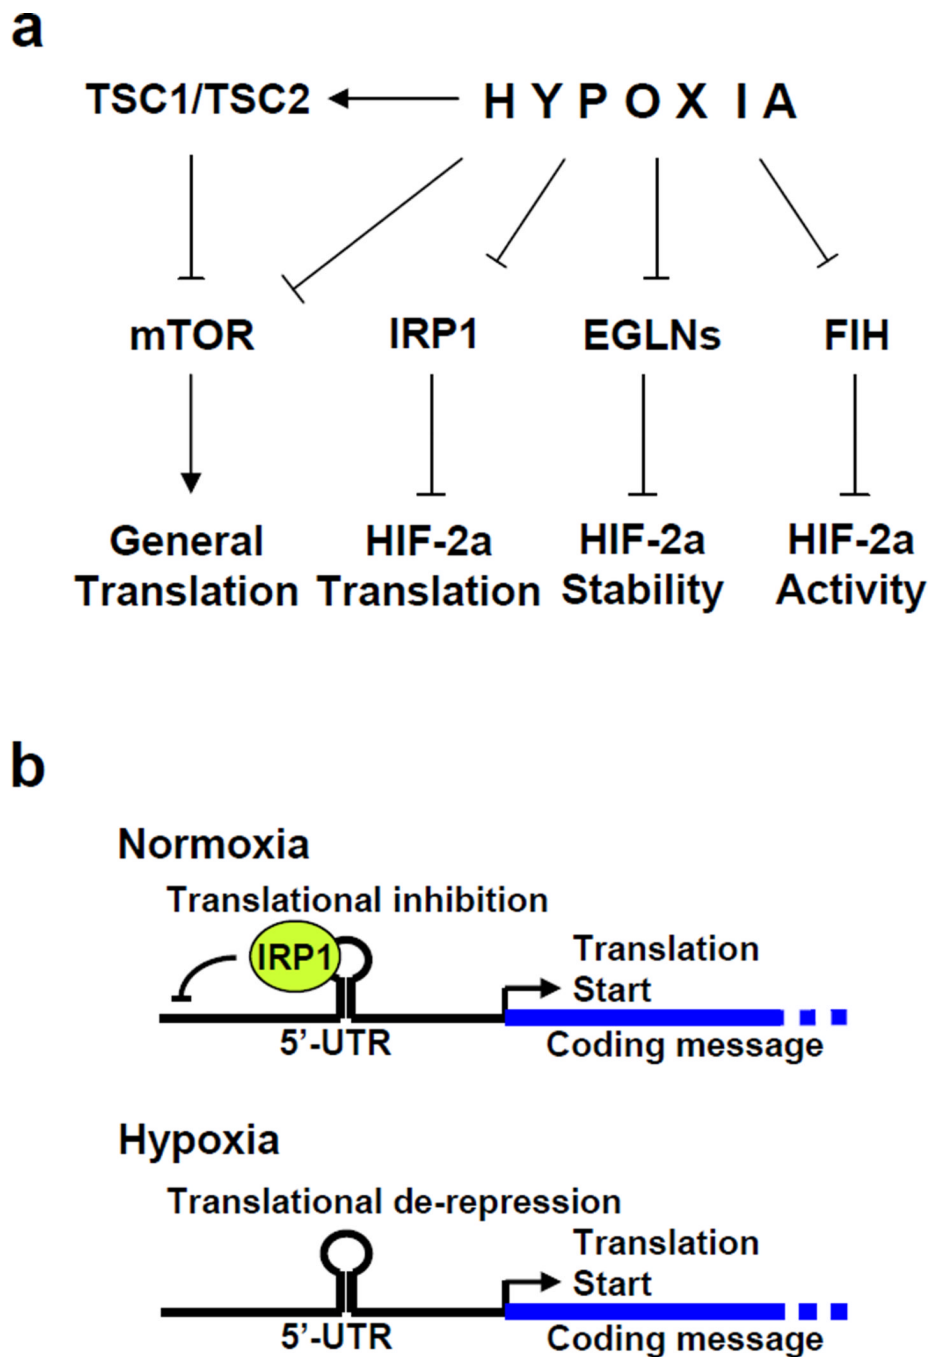 a
TSC1/TSC2 HYPOXIA
mTOR IRP1 EGLNs FIH
General HIF-2a HIF-2a HIF-2a
Translation Translation Stability Activity
b
Normoxia
Translational inhibition
IRP1
Translation
Start
5’-UTR
Coding message
Hypoxia
Translational de-repression
Translation
Start
5’-UTR
Coding message